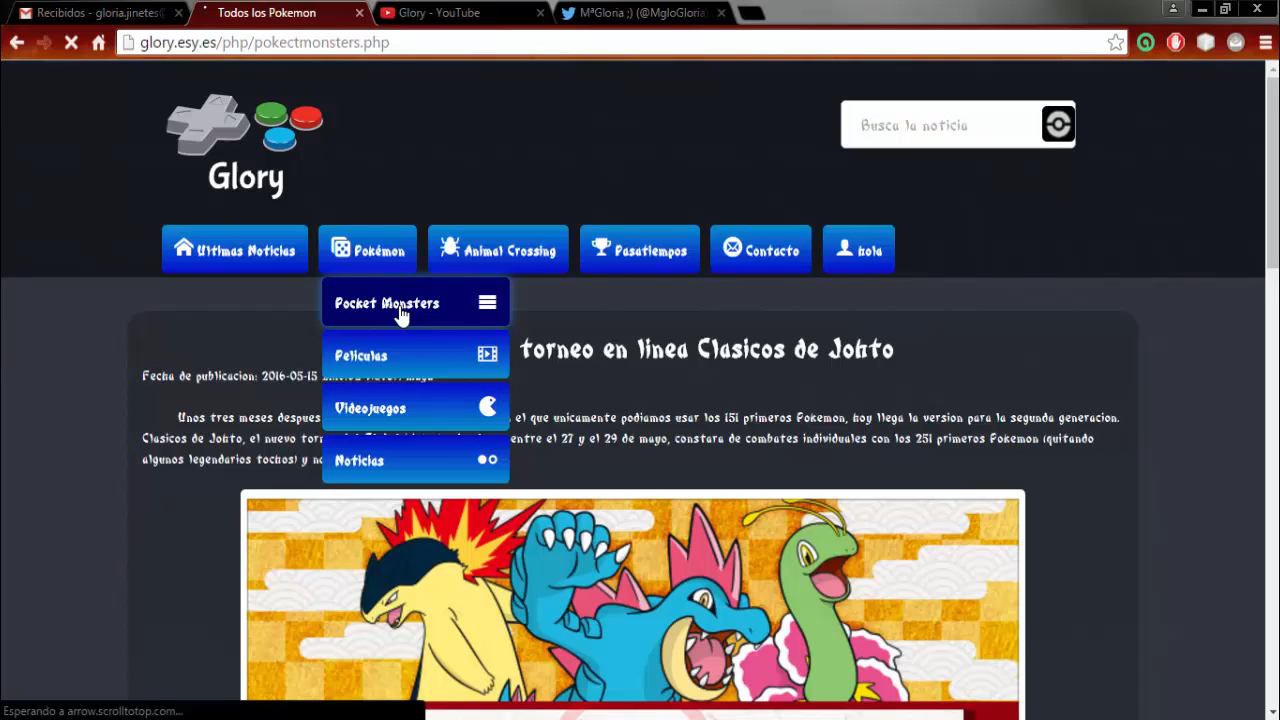 Recibidos - gloria.jinetes@
Todos los Pokemon
Glory - YouTube
MªGloria ;) (@MgloGloria
glory.esy.es/php/pokectmonsters.php
Glory
Busca la noticia
Ultimas Noticias
Pokémon
Animal Crossing
Pasatiempos
Contacto
hola
Pocket Monsters
Peliculas
Videojuegos
Noticias
torneo en linea Clasicos de Johto
Fecha de publicacion: 2016-05-15
Unos tres meses despues el que unicamente podiamos usar los 151 primeros Pokemon, hoy llega la version para la segunda generacion.
Clasicos de Johto, el nuevo entre el 27 y el 29 de mayo, constara de combates individuales con los 251 primeros Pokemon (quitando
algunos legendarios tochos) y
Esperando a arrow.scrolltotop.com...